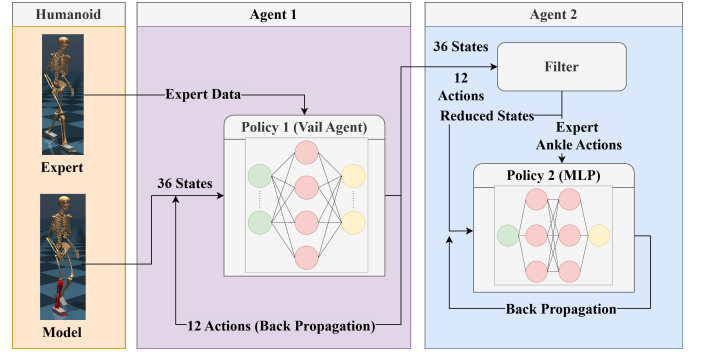 Humanoid
Expert
Model
Agent 1
Expert Data
Policy 1 (Vail Agent)
36 States
12 Actions (Back Propagation)
Agent 2
36 States
12
Actions
Filter
Reduced States
Expert
Ankle Actions
Policy 2 (MLP)
Back Propagation